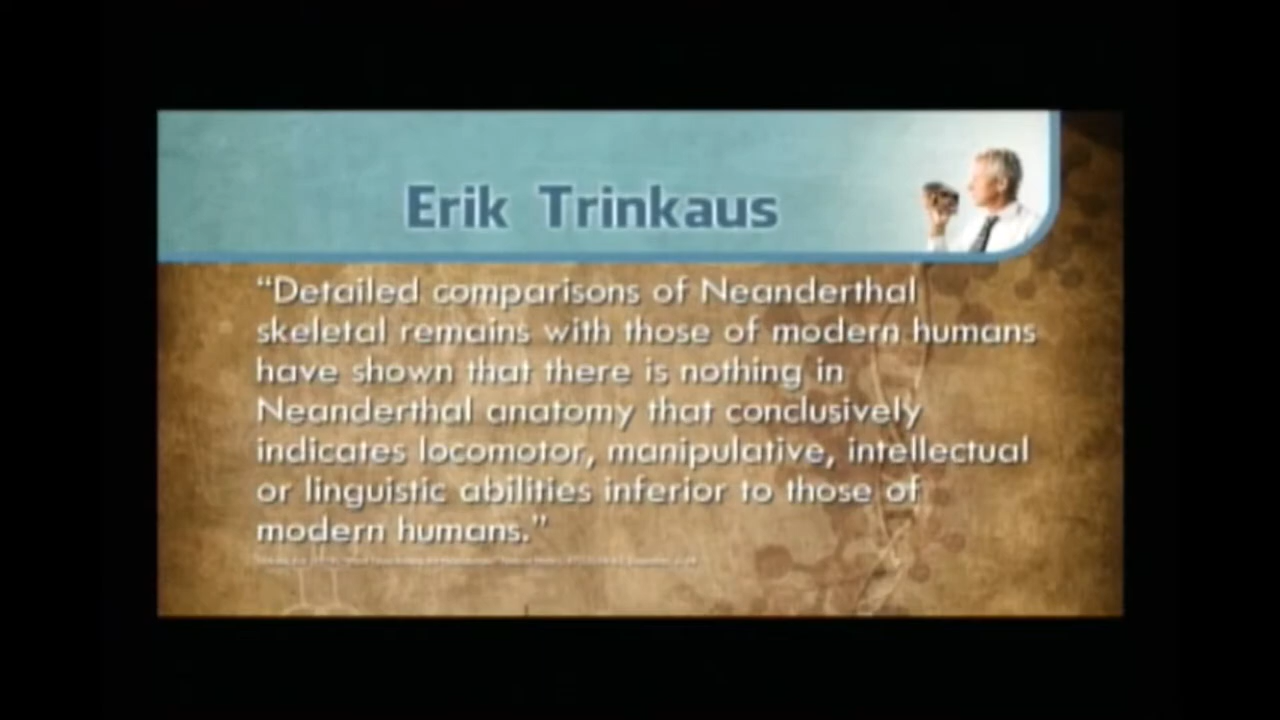 Erik Trinkaus
“Detailed comparisons of Neanderthal
skeletal remains with those of modern humans
have shown that there is nothing in
Neanderthal anatomy that conclusively
indicates locomotor, manipulative, intellectual
or linguistic abilities inferior to those of
modern humans.”